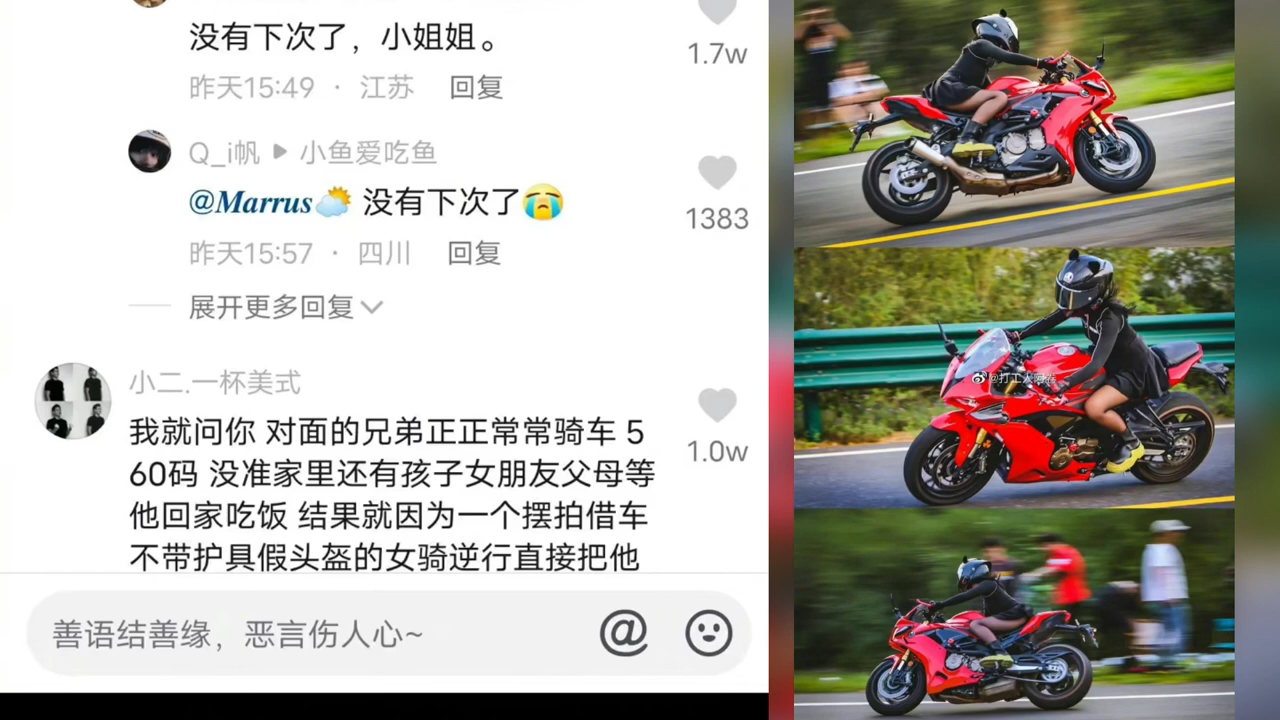 没有下次了，小姐姐。
1.7w
昨天15:49 · 江苏 回复
Q_i帆 ▶ 小鱼爱吃鱼
@Marrus🌥️ 没有下次了😭
1383
昨天15:57 · 四川 回复
展开更多回复
小二.一杯美式
我就问你 对面的兄弟正正常常骑车 5
60码 没准家里还有孩子女朋友父母等
1.0w
他回家吃饭 结果就因为一个摆拍借车
不带护具假头盔的女骑逆行直接把他
善语结善缘，恶言伤人心~
@